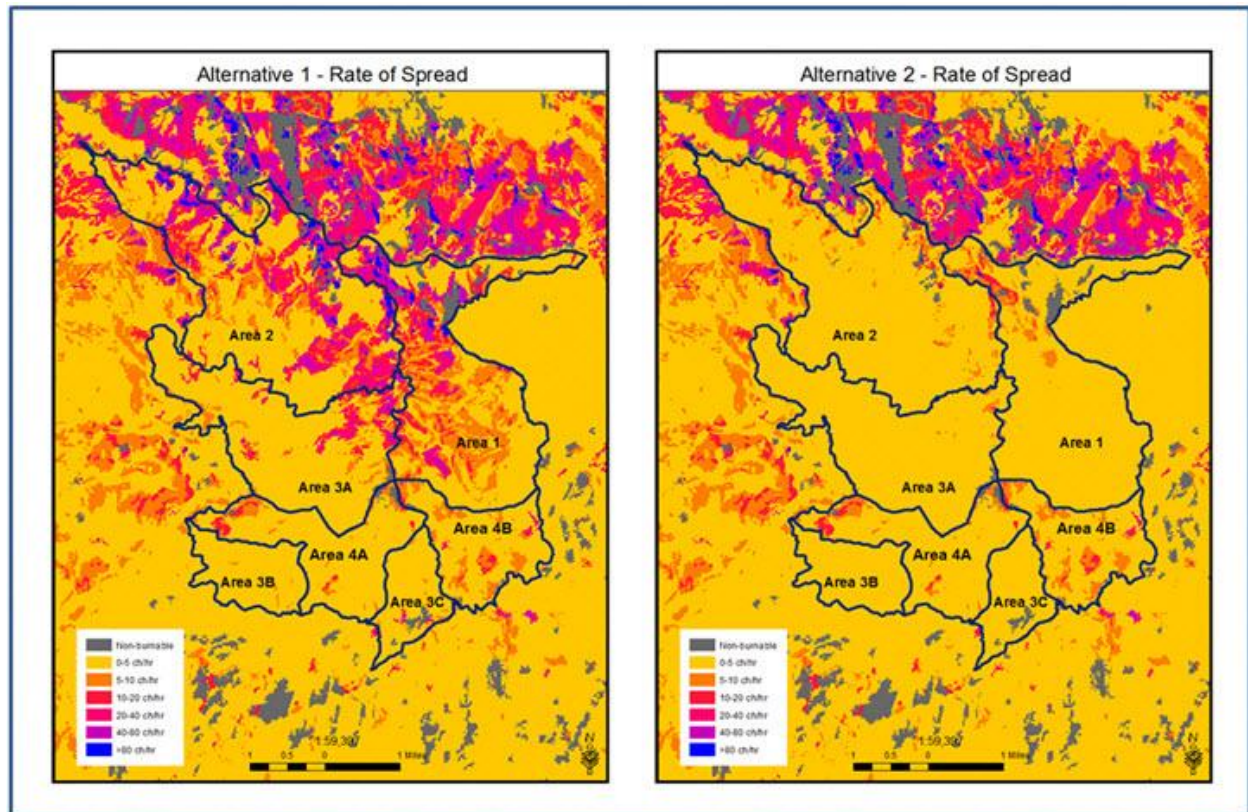 Alternative 1 - Rate of Spread
Area 2
Area 1
Area 3A
Area 4B
Area 4A
Area 3B
Area 3C
Non-burnable
0-5 ch/hr
5-10 ch/hr
10-20 ch/hr
20-40 ch/hr
40-80 ch/hr
>80 ch/hr
1 0.5 0 1 Miles
N
Alternative 2 - Rate of Spread
Area 2
Area 1
Area 3A
Area 4B
Area 4A
Area 3B
Area 3C
Non-burnable
0-5 ch/hr
5-10 ch/hr
10-20 ch/hr
20-40 ch/hr
40-80 ch/hr
>80 ch/hr
1 0.5 0 1 Miles
N